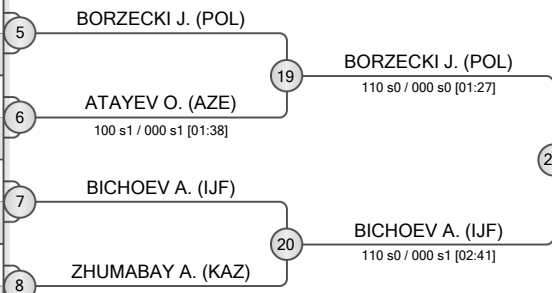 BORZECKI J. (POL)
5
19
BORZECKI J. (POL)
110 s0 / 000 s0 [01:27]
ATAYEV O. (AZE)
6
100 s1 / 000 s1 [01:38]
2
BICHOEV A. (IJF)
7
20
BICHOEV A. (IJF)
110 s0 / 000 s1 [02:41]
ZHUMABAY A. (KAZ)
8